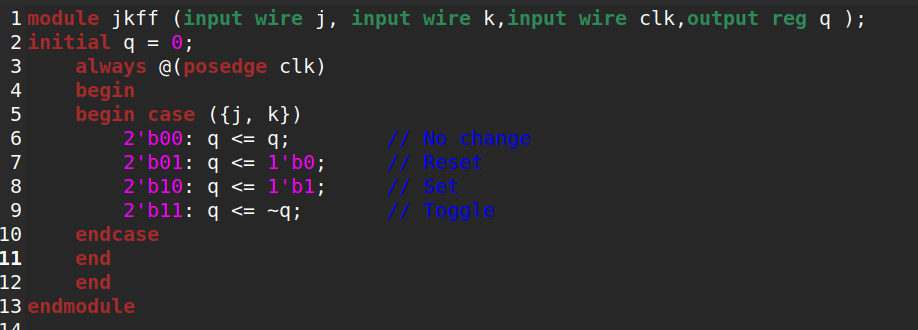 1 module jkff (input wire j, input wire k,input wire clk,output reg q );
2 initial q = 0;
3     always @(posedge clk)
4     begin
5     begin case ({j, k})
6         2'b00: q <= q;        // No change
7         2'b01: q <= 1'b0;     // Reset
8         2'b10: q <= 1'b1;     // Set
9         2'b11: q <= ~q;       // Toggle
10     endcase
11     end
12     end
13 endmodule
14